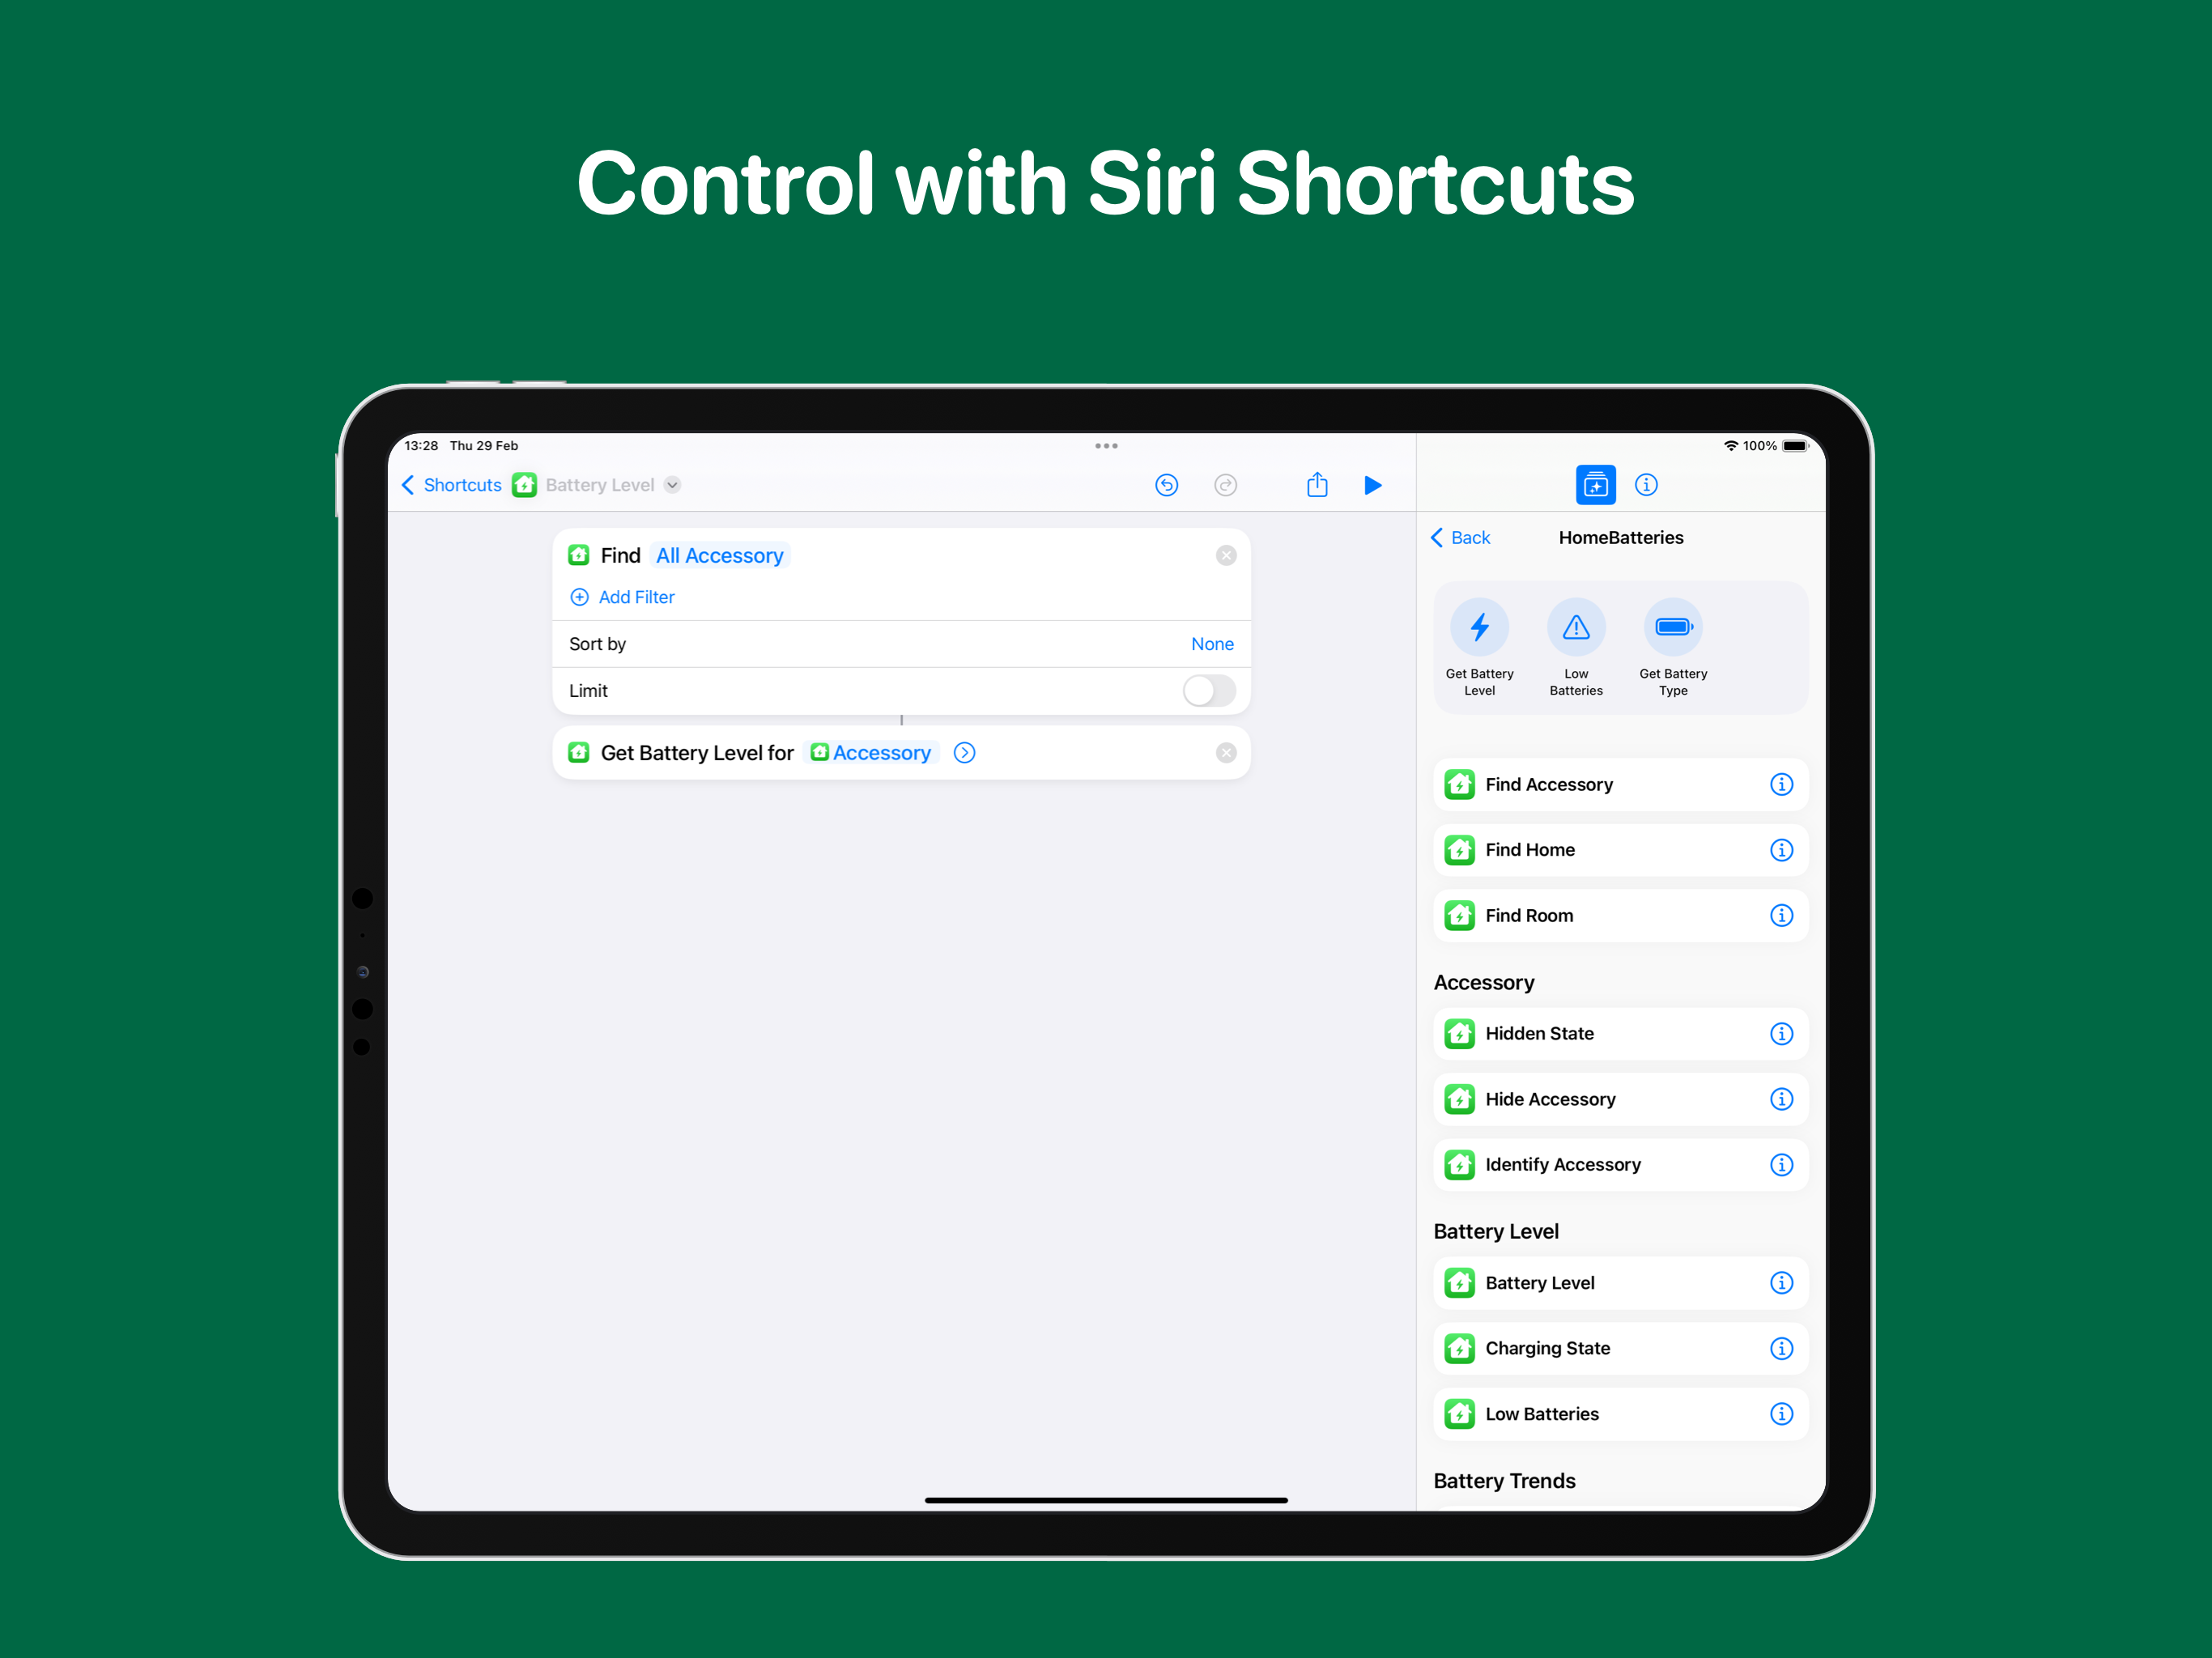 Control with Siri Shortcuts
13:28 Thu 29 Feb
100%
Shortcuts
Battery Level
Find All Accessory
Add Filter
Sort by
None
Limit
Get Battery Level for Accessory
Back
HomeBatteries
Get Battery
Level
Low
Batteries
Get Battery
Type
Find Accessory
Find Home
Find Room
Accessory
Hidden State
Hide Accessory
Identify Accessory
Battery Level
Battery Level
Charging State
Low Batteries
Battery Trends